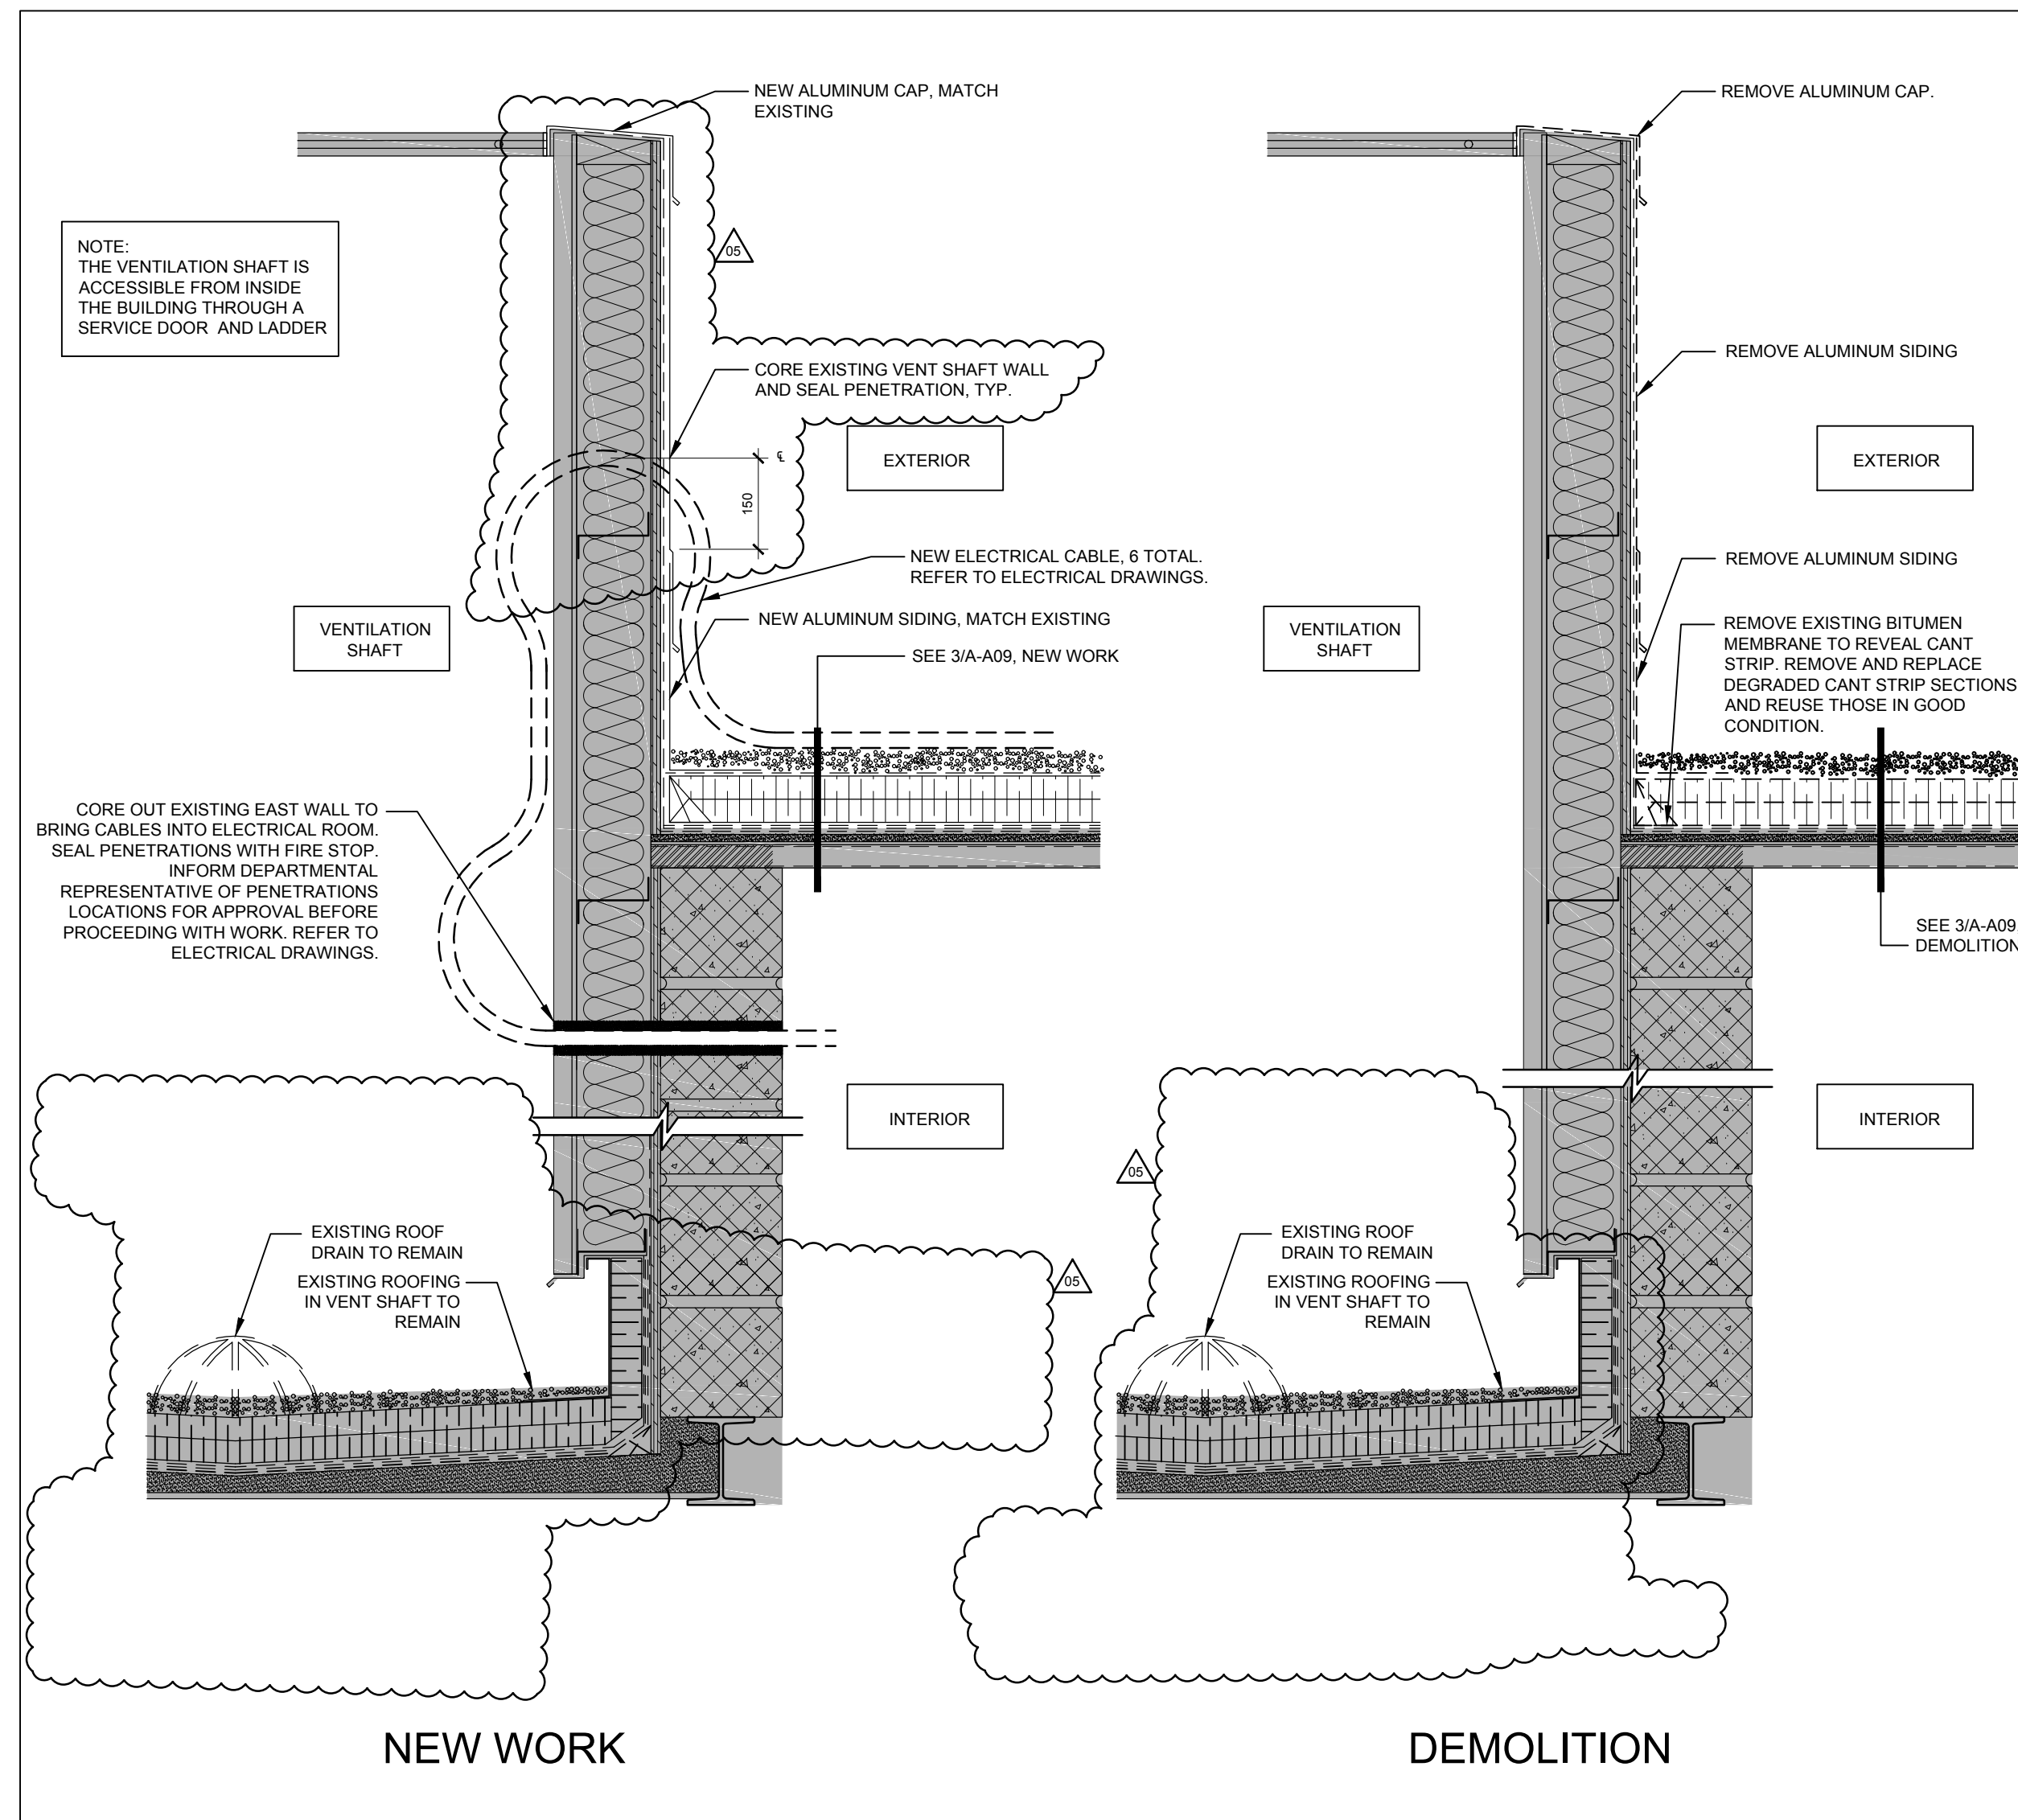 NEW ALUMINUM CAP, MATCH
EXISTING
NOTE:
THE VENTILATION SHAFT IS
ACCESSIBLE FROM INSIDE
THE BUILDING THROUGH A
SERVICE DOOR AND LADDER
05
CORE EXISTING VENT SHAFT WALL
AND SEAL PENETRATION, TYP.
EXTERIOR
℄
150
NEW ELECTRICAL CABLE, 6 TOTAL.
REFER TO ELECTRICAL DRAWINGS.
VENTILATION
SHAFT
NEW ALUMINUM SIDING, MATCH EXISTING
SEE 3/A-A09, NEW WORK
CORE OUT EXISTING EAST WALL TO
BRING CABLES INTO ELECTRICAL ROOM.
SEAL PENETRATIONS WITH FIRE STOP.
INFORM DEPARTMENTAL
REPRESENTATIVE OF PENETRATIONS
LOCATIONS FOR APPROVAL BEFORE
PROCEEDING WITH WORK. REFER TO
ELECTRICAL DRAWINGS.
INTERIOR
EXISTING ROOF
DRAIN TO REMAIN
EXISTING ROOFING
IN VENT SHAFT TO
REMAIN
05
NEW WORK
REMOVE ALUMINUM CAP.
REMOVE ALUMINUM SIDING
EXTERIOR
REMOVE ALUMINUM SIDING
VENTILATION
SHAFT
REMOVE EXISTING BITUMEN
MEMBRANE TO REVEAL CANT
STRIP. REMOVE AND REPLACE
DEGRADED CANT STRIP SECTIONS
AND REUSE THOSE IN GOOD
CONDITION.
SEE 3/A-A09,
DEMOLITION
INTERIOR
05
EXISTING ROOF
DRAIN TO REMAIN
EXISTING ROOFING
IN VENT SHAFT TO
REMAIN
DEMOLITION